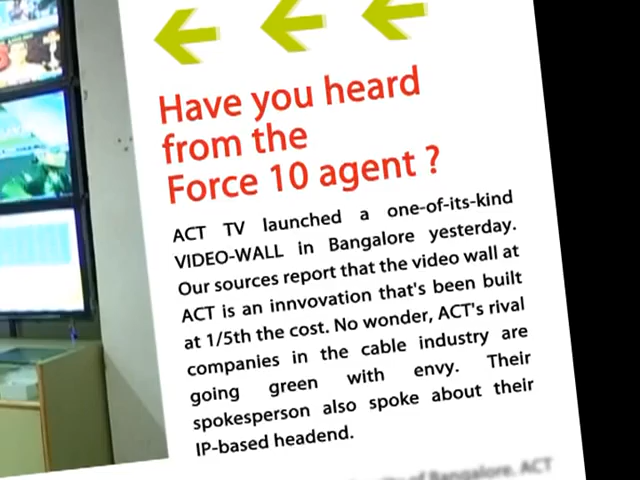 Have you heard
from the
Force 10 agent ?
ACT TV launched a one-of-its-kind
VIDEO-WALL in Bangalore yesterday.
Our sources report that the video wall at
ACT is an innvovation that's been built
at 1/5th the cost. No wonder, ACT's rival
companies in the cable industry are
going green with envy. Their
spokesperson also spoke about their
IP-based headend.
of Bangalore. ACT